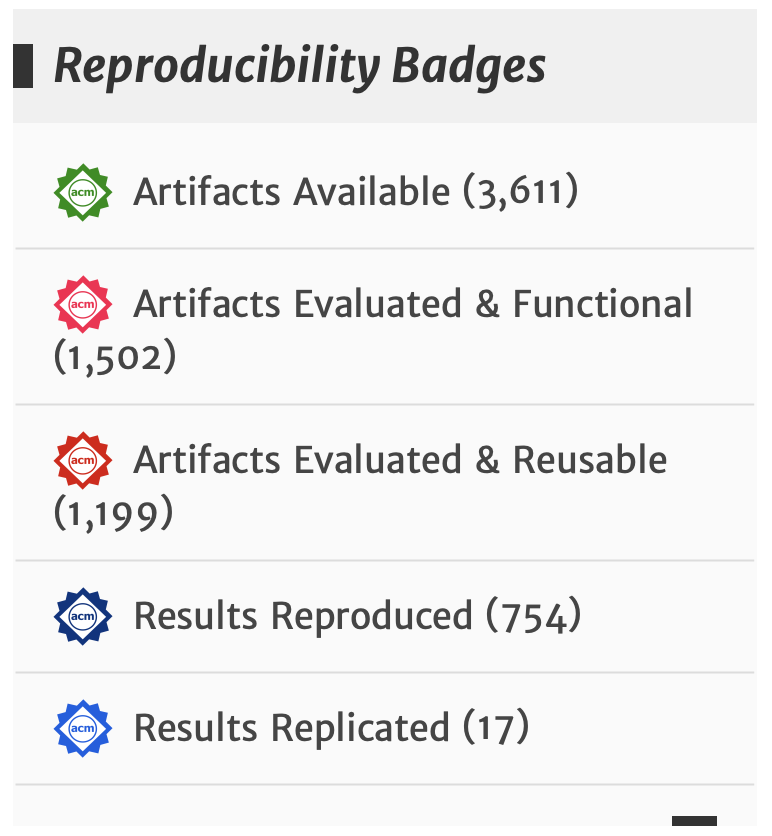 Reproducibility Badges
acm Artifacts Available (3,611)
acm Artifacts Evaluated & Functional
(1,502)
acm Artifacts Evaluated & Reusable
(1,199)
acm Results Reproduced (754)
acm Results Replicated (17)